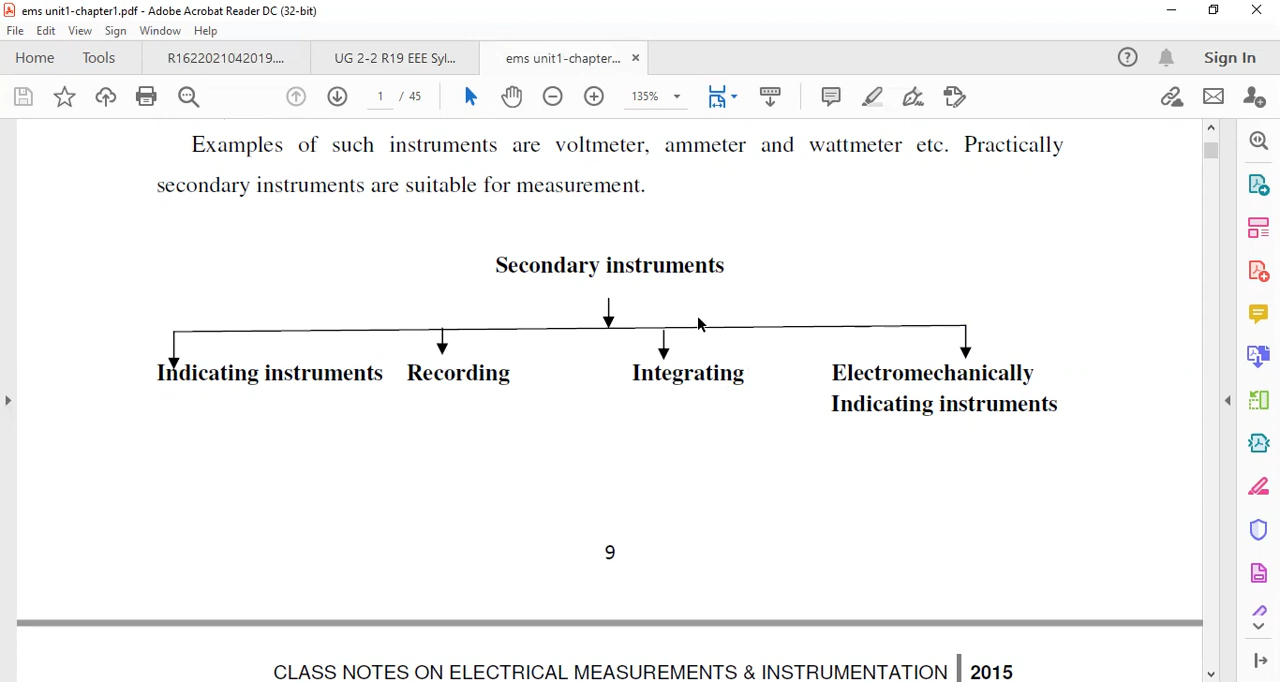 ems unit1-chapter1.pdf - Adobe Acrobat Reader DC (32-bit)
File Edit View Sign Window Help
Home Tools R1622021042019.... UG 2-2 R19 EEE Syl... ems unit1-chapter... × Sign In
1 / 45 135%
Examples of such instruments are voltmeter, ammeter and wattmeter etc. Practically
secondary instruments are suitable for measurement.
Secondary instruments
Indicating instruments Recording Integrating Electromechanically
Indicating instruments
9
CLASS NOTES ON ELECTRICAL MEASUREMENTS & INSTRUMENTATION 2015